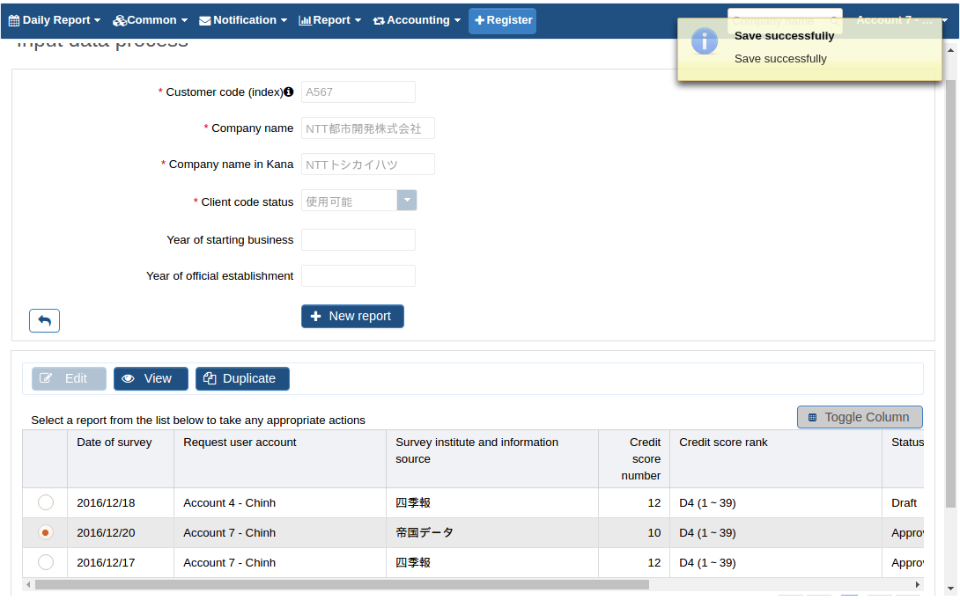 Daily Report Common Notification Report Accounting Register Account 7 - ...
Save successfully
Save successfully
Input data process
* Customer code (index) A567
* Company name NTT都市開発株式会社
* Company name in Kana NTTトシカイハツ
* Client code status 使用可能
Year of starting business
Year of official establishment
New report
Edit View Duplicate
Toggle Column
Select a report from the list below to take any appropriate actions
Date of survey Request user account Survey institute and information source Credit score number Credit score rank Status
2016/12/18 Account 4 - Chinh 四季報 12 D4 (1 ~ 39) Draft
2016/12/20 Account 7 - Chinh 帝国データ 10 D4 (1 ~ 39) Approv
2016/12/17 Account 7 - Chinh 四季報 12 D4 (1 ~ 39) Approv